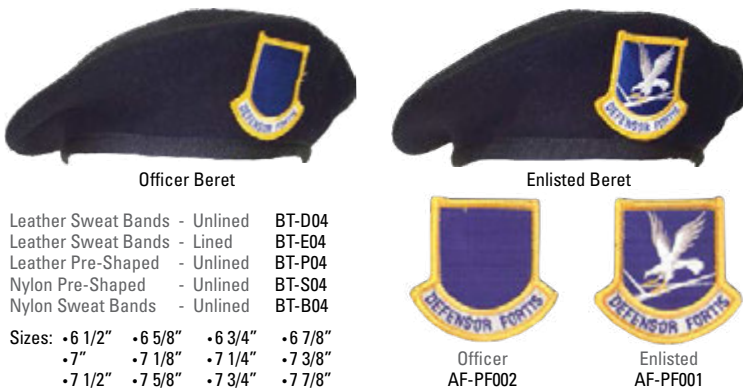 DEFENSOR FORTIS
DEFENSOR FORTIS
Officer Beret
Enlisted Beret
Leather Sweat Bands - Unlined BT-D04
Leather Sweat Bands - Lined BT-E04
Leather Pre-Shaped - Unlined BT-P04
Nylon Pre-Shaped - Unlined BT-S04
Nylon Sweat Bands - Unlined BT-B04
Sizes: •6 1/2" •6 5/8" •6 3/4" •6 7/8"
•7" •7 1/8" •7 1/4" •7 3/8"
•7 1/2" •7 5/8" •7 3/4" •7 7/8"
DEFENSOR FORTIS
DEFENSOR FORTIS
Officer
AF-PF002
Enlisted
AF-PF001